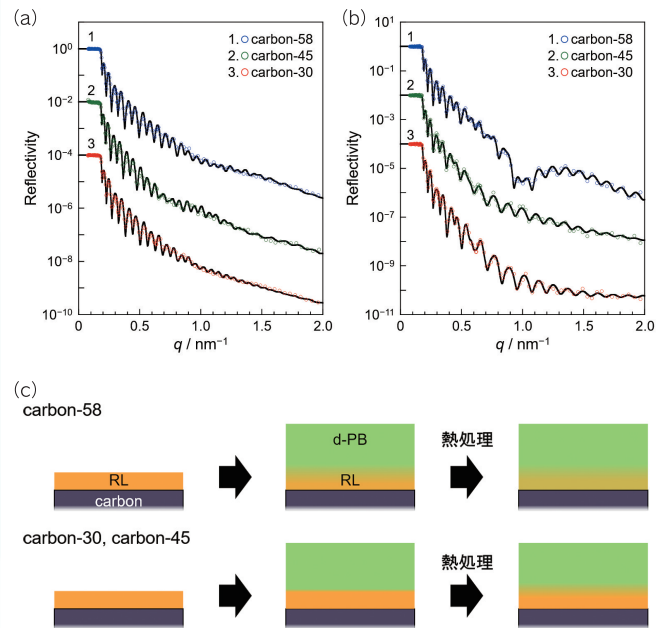 (a)
1. carbon-58
2. carbon-45
3. carbon-30
1
2
3
10⁰
10⁻²
10⁻⁴
10⁻⁶
10⁻⁸
10⁻¹⁰
Reflectivity
0 0.5 1.0 1.5 2.0
q / nm⁻¹
(b)
1. carbon-58
2. carbon-45
3. carbon-30
1
2
3
10¹
10⁻¹
10⁻³
10⁻⁵
10⁻⁷
10⁻⁹
10⁻¹¹
Reflectivity
0 0.5 1.0 1.5 2.0
q / nm⁻¹
(c)
carbon-58
RL
carbon
d-PB
RL
熱処理
carbon-30, carbon-45
熱処理